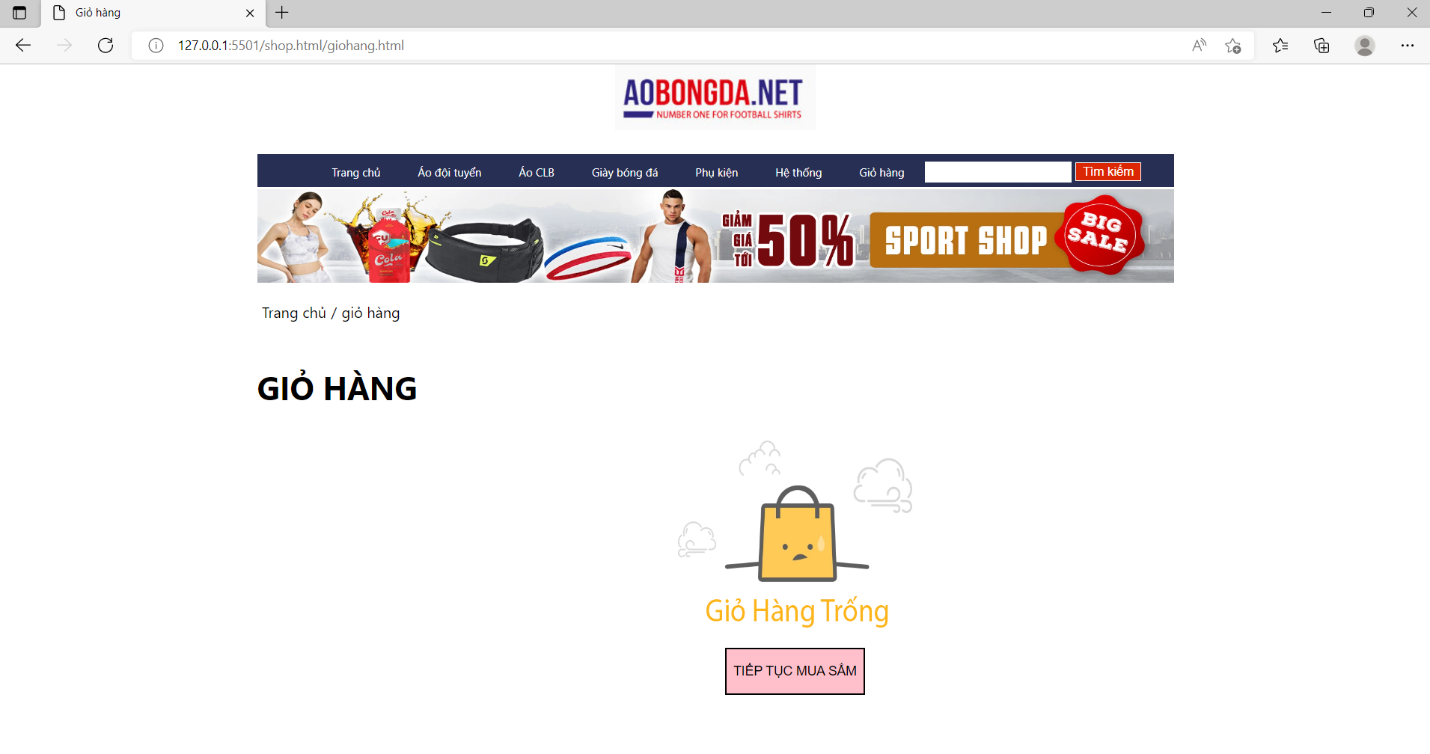 Giỏ hàng
127.0.0.1:5501/shop.html/giohang.html
AOBONGDA.NET
NUMBER ONE FOR FOOTBALL SHIRTS
Trang chủ Áo đội tuyển Áo CLB Giày bóng đá Phụ kiện Hệ thống Giỏ hàng Tìm kiếm
GIẢM
GIÁ
TỚI
50%
SPORT SHOP
BIG
SALE
GU
Cola
Trang chủ / giỏ hàng
GIỎ HÀNG
Giỏ Hàng Trống
TIẾP TỤC MUA SẮM